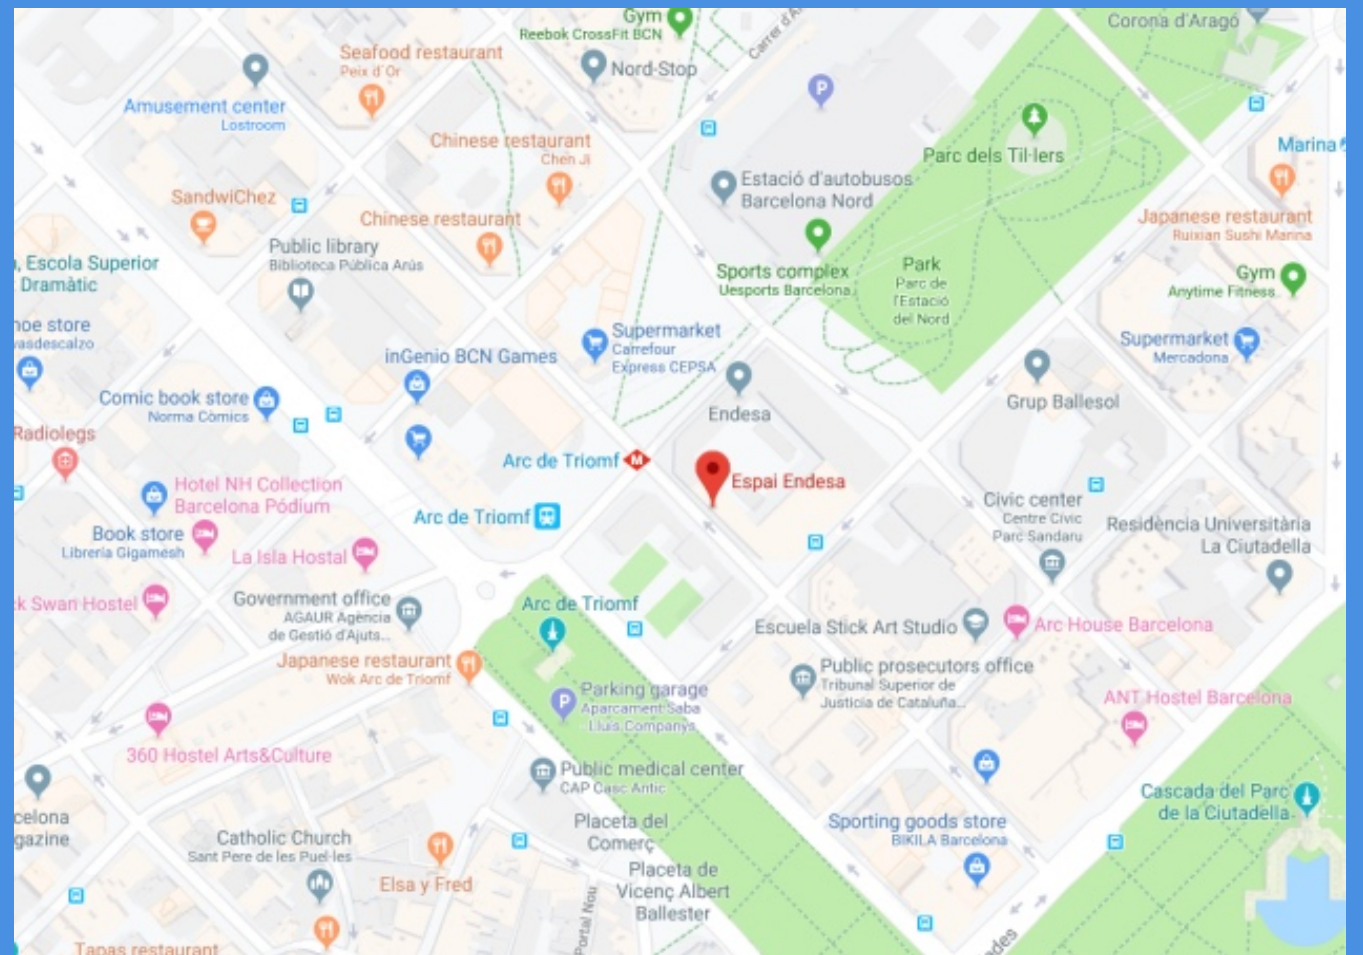 Gym
Reebok CrossFit BCN
Corona d'Aragó
Seafood restaurant
Peix d'Or
Nord-Stop
Carrer d'A
P
Amusement center
Lostroom
Chinese restaurant
Chen Ji
Parc dels Til·lers
Marina
Estació d'autobusos
Barcelona Nord
SandwiChez
Chinese restaurant
Japanese restaurant
Ruixian Sushi Marina
Public library
Biblioteca Pública Arús
, Escola Superior
Dramàtic
Sports complex
Uesports Barcelona
Park
Parc de
l'Estació
del Nord
Gym
Anytime Fitness
hoe store
vasdescalzo
Supermarket
Carrefour
Express CEPSA
Supermarket
Mercadona
inGenio BCN Games
Comic book store
Norma Còmics
Endesa
Grup Ballesol
Radiolegs
Arc de Triomf
M
Espai Endesa
Hotel NH Collection
Barcelona Pódium
Civic center
Centre Cívic
Parc Sandaru
Arc de Triomf
Book store
Librería Gigamesh
Residència Universitària
La Ciutadella
La Isla Hostal
ck Swan Hostel
Government office
AGAUR Agència
de Gestió d'Ajuts...
Arc de Triomf
Escuela Stick Art Studio
Arc House Barcelona
Japanese restaurant
Wok Arc de Triomf
Public prosecutors office
Tribunal Superior de
Justicia de Cataluña...
P
Parking garage
Aparcament Saba
Lluís Companys
ANT Hostel Barcelona
360 Hostel Arts&Culture
Public medical center
CAP Casc Antic
celona
gazine
Cascada del Parc
de la Ciutadella
Placeta del
Comerç
Sporting goods store
BIKILA Barcelona
Catholic Church
Sant Pere de les Puel·les
Elsa y Fred
Placeta de
Vicenç Albert
Ballester
Portal Nou
Tapas restaurant
ades